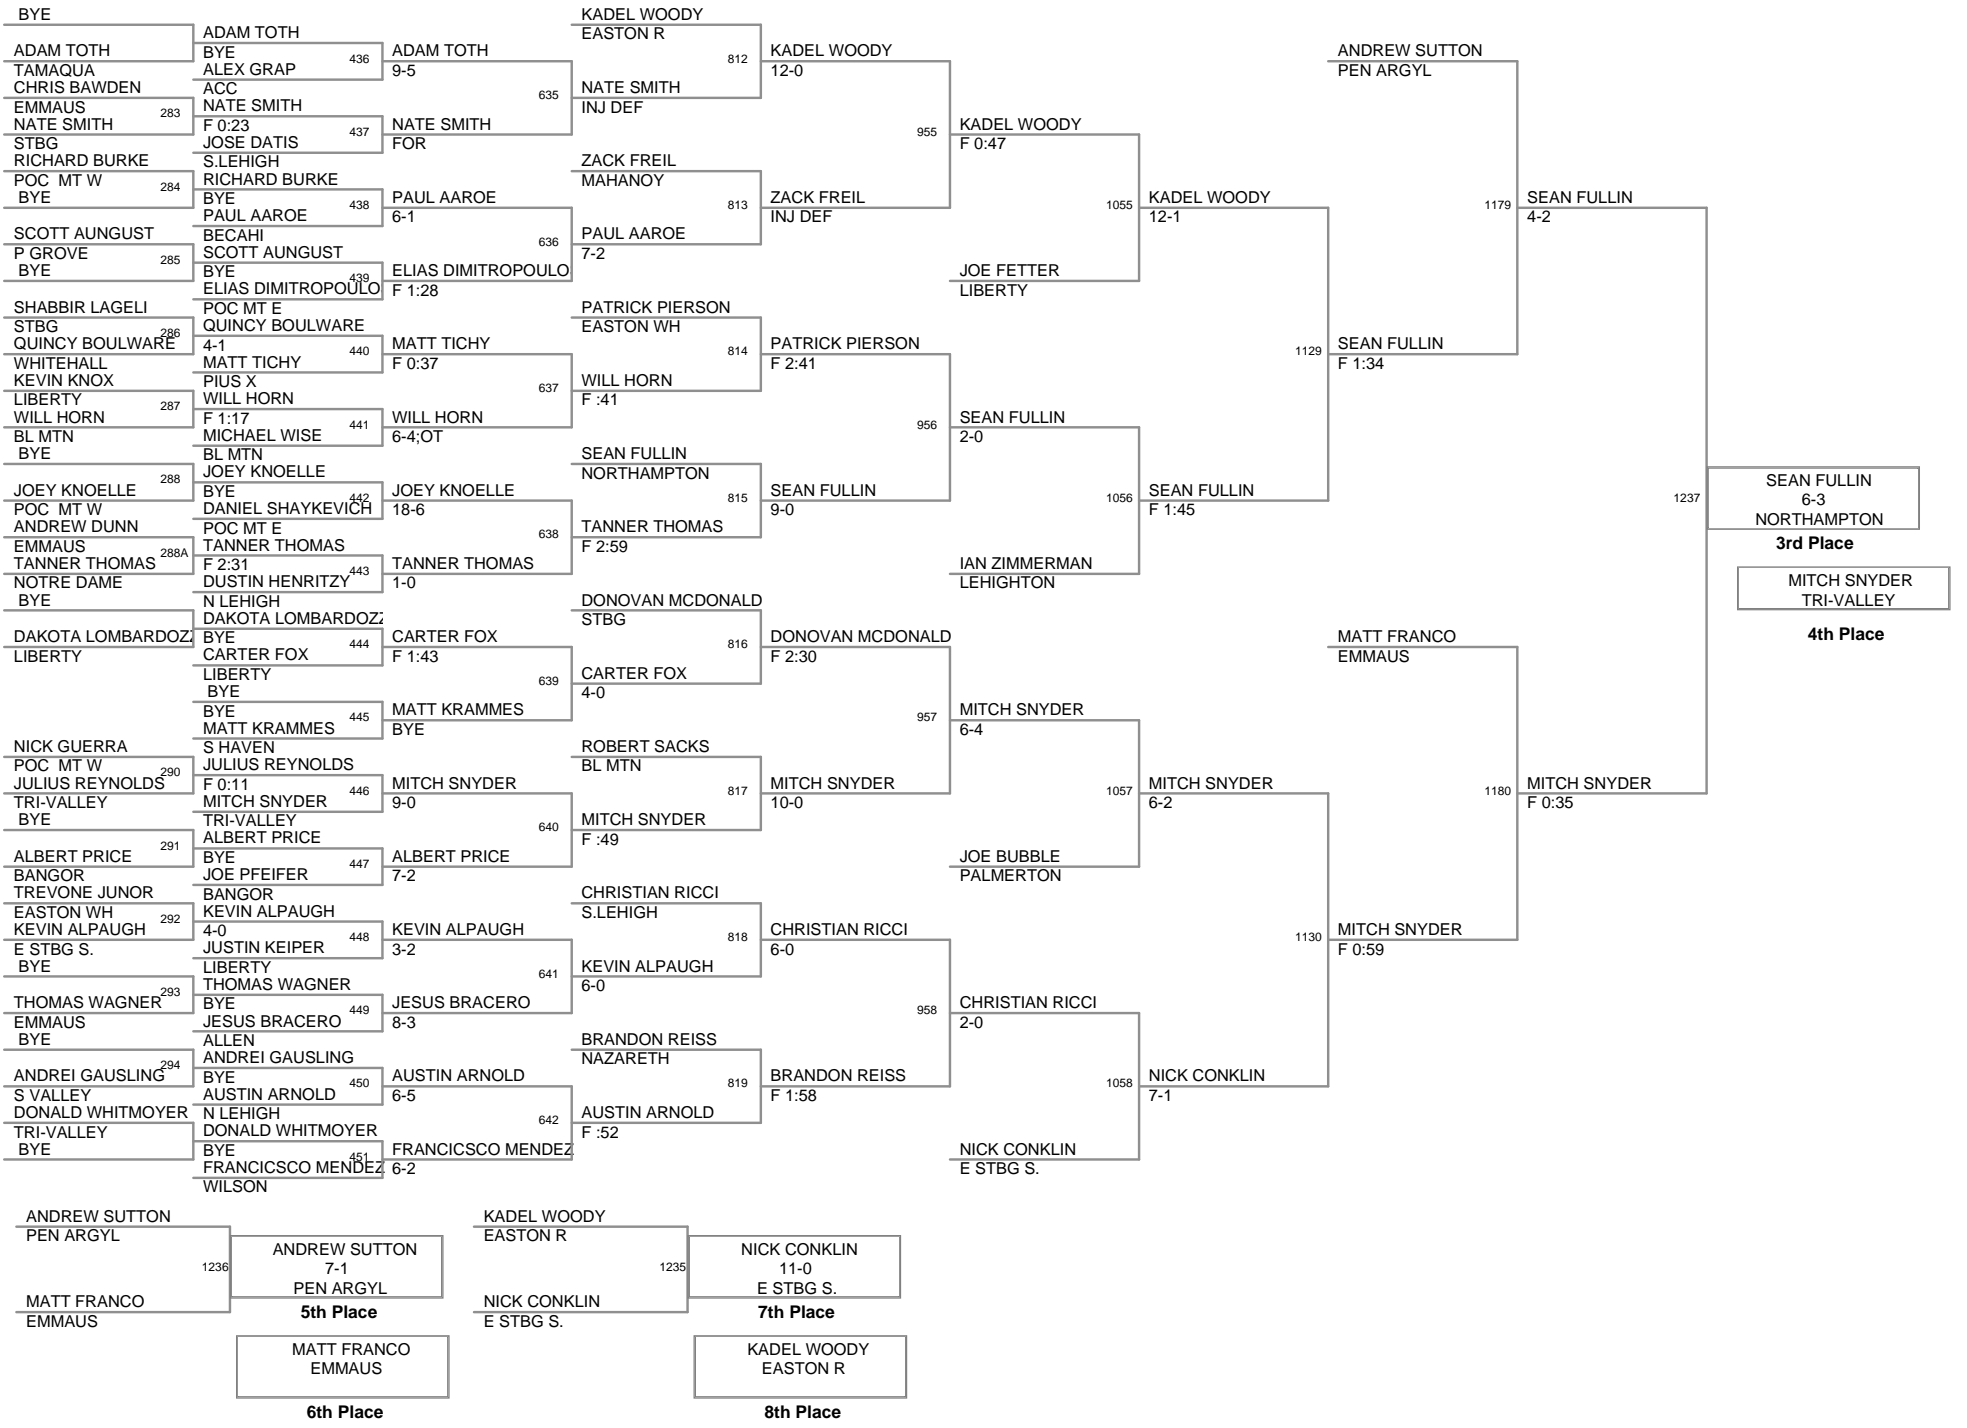 BYE
ADAM TOTH
TAMAQUA
CHRIS BAWDEN
EMMAUS
283
NATE SMITH
STBG
RICHARD BURKE
POC  MT W
284
BYE
SCOTT AUNGUST
P GROVE
285
BYE
SHABBIR LAGELI
STBG
286
QUINCY BOULWARE
WHITEHALL
KEVIN KNOX
LIBERTY
287
WILL HORN
BL MTN
BYE
288
JOEY KNOELLE
POC  MT W
ANDREW DUNN
EMMAUS
288A
TANNER THOMAS
NOTRE DAME
BYE
DAKOTA LOMBARDOZZ
LIBERTY
NICK GUERRA
POC  MT W
290
JULIUS REYNOLDS
TRI-VALLEY
BYE
291
ALBERT PRICE
BANGOR
TREVONE JUNOR
EASTON WH
292
KEVIN ALPAUGH
E STBG S.
BYE
293
THOMAS WAGNER
EMMAUS
BYE
294
ANDREI GAUSLING
S VALLEY
DONALD WHITMOYER
TRI-VALLEY
BYE
ADAM TOTH
BYE
436
ALEX GRAP
ACC
NATE SMITH
F 0:23
437
JOSE DATIS
S.LEHIGH
RICHARD BURKE
BYE
438
PAUL AAROE
BECAHI
SCOTT AUNGUST
BYE
439
ELIAS DIMITROPOULO
POC MT E
QUINCY BOULWARE
4-1
440
MATT TICHY
PIUS X
WILL HORN
F 1:17
441
MICHAEL WISE
BL MTN
JOEY KNOELLE
BYE
442
DANIEL SHAYKEVICH
POC MT E
TANNER THOMAS
F 2:31
443
DUSTIN HENRITZY
N LEHIGH
DAKOTA LOMBARDOZZ
BYE
444
CARTER FOX
LIBERTY
BYE
BYE
445
MATT KRAMMES
S HAVEN
JULIUS REYNOLDS
F 0:11
446
MITCH SNYDER
TRI-VALLEY
ALBERT PRICE
BYE
447
JOE PFEIFER
BANGOR
KEVIN ALPAUGH
4-0
448
JUSTIN KEIPER
LIBERTY
THOMAS WAGNER
BYE
449
JESUS BRACERO
ALLEN
ANDREI GAUSLING
BYE
450
AUSTIN ARNOLD
N LEHIGH
DONALD WHITMOYER
BYE
451
FRANCICSCO MENDEZ
WILSON
ADAM TOTH
9-5
635
NATE SMITH
FOR
PAUL AAROE
6-1
636
ELIAS DIMITROPOULO
F 1:28
MATT TICHY
F 0:37
637
WILL HORN
6-4;OT
JOEY KNOELLE
18-6
638
TANNER THOMAS
1-0
CARTER FOX
F 1:43
639
MATT KRAMMES
BYE
MITCH SNYDER
9-0
640
ALBERT PRICE
7-2
KEVIN ALPAUGH
3-2
641
JESUS BRACERO
8-3
AUSTIN ARNOLD
6-5
642
FRANCICSCO MENDEZ
6-2
KADEL WOODY
EASTON R
812
NATE SMITH
INJ DEF
ZACK FREIL
MAHANOY
813
PAUL AAROE
7-2
PATRICK PIERSON
EASTON WH
814
WILL HORN
F :41
SEAN FULLIN
NORTHAMPTON
815
TANNER THOMAS
F 2:59
DONOVAN MCDONALD
STBG
816
CARTER FOX
4-0
ROBERT SACKS
BL MTN
817
MITCH SNYDER
F :49
CHRISTIAN RICCI
S.LEHIGH
818
KEVIN ALPAUGH
6-0
BRANDON REISS
NAZARETH
819
AUSTIN ARNOLD
F :52
KADEL WOODY
12-0
955
ZACK FREIL
INJ DEF
PATRICK PIERSON
F 2:41
956
SEAN FULLIN
9-0
DONOVAN MCDONALD
F 2:30
957
MITCH SNYDER
10-0
CHRISTIAN RICCI
6-0
958
BRANDON REISS
F 1:58
KADEL WOODY
F 0:47
1055
JOE FETTER
LIBERTY
SEAN FULLIN
2-0
1056
IAN ZIMMERMAN
LEHIGHTON
MITCH SNYDER
6-4
1057
JOE BUBBLE
PALMERTON
CHRISTIAN RICCI
2-0
1058
NICK CONKLIN
E STBG S.
KADEL WOODY
12-1
1129
SEAN FULLIN
F 1:45
MITCH SNYDER
6-2
1130
NICK CONKLIN
7-1
ANDREW SUTTON
PEN ARGYL
1179
SEAN FULLIN
F 1:34
MATT FRANCO
EMMAUS
1180
MITCH SNYDER
F 0:59
SEAN FULLIN
4-2
1237
MITCH SNYDER
F 0:35
SEAN FULLIN
6-3
NORTHAMPTON
3rd Place
MITCH SNYDER
TRI-VALLEY
4th Place
ANDREW SUTTON
PEN ARGYL
1236
MATT FRANCO
EMMAUS
ANDREW SUTTON
7-1
PEN ARGYL
5th Place
MATT FRANCO
EMMAUS
6th Place
KADEL WOODY
EASTON R
1235
NICK CONKLIN
E STBG S.
NICK CONKLIN
11-0
E STBG S.
7th Place
KADEL WOODY
EASTON R
8th Place